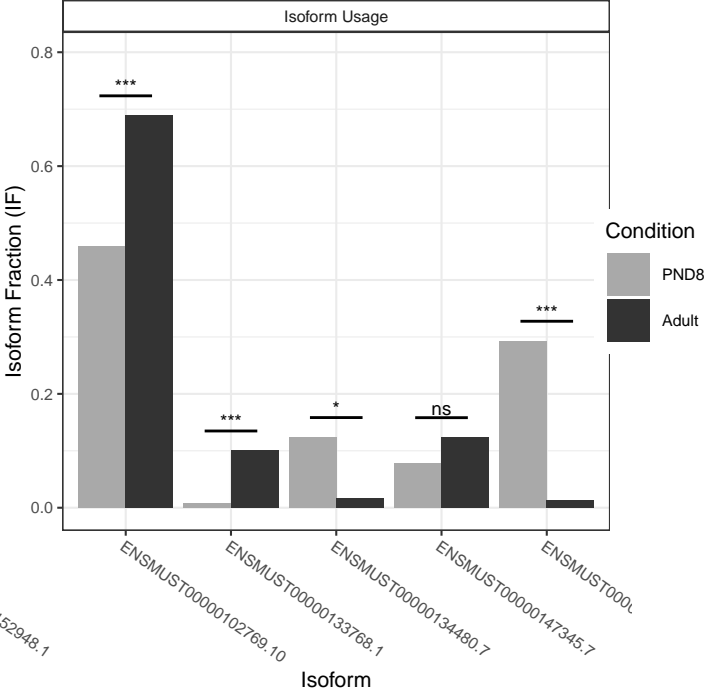 Isoform Usage
0.8
0.6
0.4
0.2
0.0
Isoform Fraction (IF)
***
***
*
ns
***
Condition
PND8
Adult
52948.1
ENSMUST00000102769.10
ENSMUST00000133768.1
ENSMUST00000134480.7
ENSMUST00000147345.7
ENSMUST000
Isoform